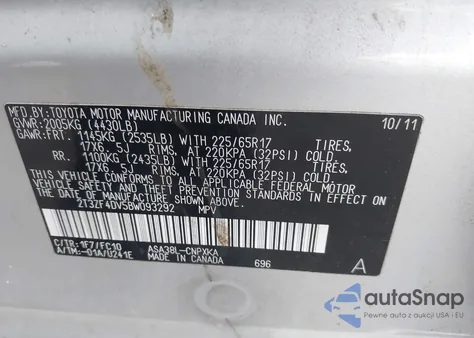 MFD.BY:TOYOTA MOTOR MANUFACTURING CANADA INC. 10/11
GVWR:2005KG (4430LB)
GAWR:FRT. 1145KG (2535LB) WITH 225/65R17 TIRES,
17X6.5J RIMS, AT 220KPA (32PSI) COLD.
RR. 1100KG (2435LB) WITH 225/65R17 TIRES,
17X6.5J RIMS, AT 220KPA (32PSI) COLD.
THIS VEHICLE CONFORMS TO ALL APPLICABLE FEDERAL MOTOR
VEHICLE SAFETY STANDARDS IN EFFECT ON THE
DATE OF MANUFACTURE SHOWN ABOVE.
2T3ZF4DV5BW093292 MPV
C/TR:1F7/FC10 ASA38L-CNPXKA
A/TM:-01A/U241E MADE IN CANADA 696 A
autoSnap
Pewne auta z USA i EU